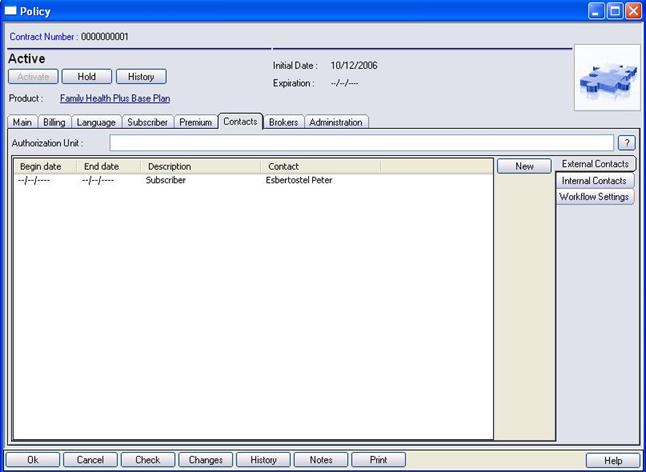 Policy
Contract Number : 0000000001
Active
Initial Date : 10/12/2006
Activate Hold History
Expiration : --/--/----
Product : Family Health Plus Base Plan
Main Billing Language Subscriber Premium Contacts Brokers Administration
Authorization Unit : ?
Begin date End date Description Contact New External Contacts
--/--/---- --/--/---- Subscriber Esbertostel Peter Internal Contacts
Workflow Settings
Ok Cancel Check Changes History Notes Print Help